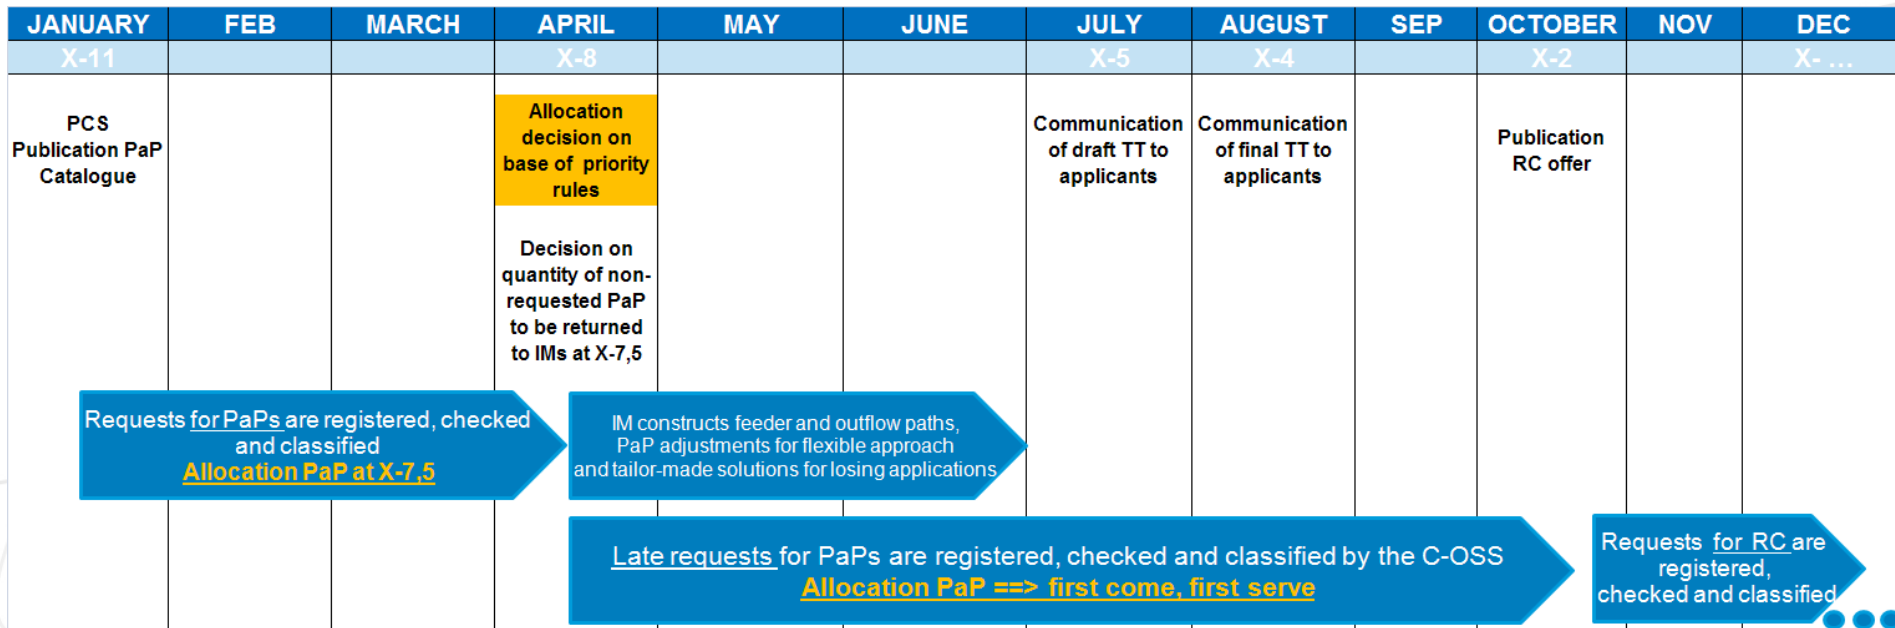 JANUARY FEB MARCH APRIL MAY JUNE JULY AUGUST SEP OCTOBER NOV DEC
X-11 X-8 X-5 X-4 X-2 X- ...
PCS
Publication PaP
Catalogue
Allocation
decision on
base of priority
rules
Decision on
quantity of non-
requested PaP
to be returned
to IMs at X-7,5
Communication
of draft TT to
applicants
Communication
of final TT to
applicants
Publication
RC offer
Requests for PaPs are registered, checked
and classified
Allocation PaP at X-7,5
IM constructs feeder and outflow paths,
PaP adjustments for flexible approach
and tailor-made solutions for losing applications
Late requests for PaPs are registered, checked and classified by the C-OSS
Allocation PaP ==> first come, first serve
Requests for RC are
registered,
checked and classified